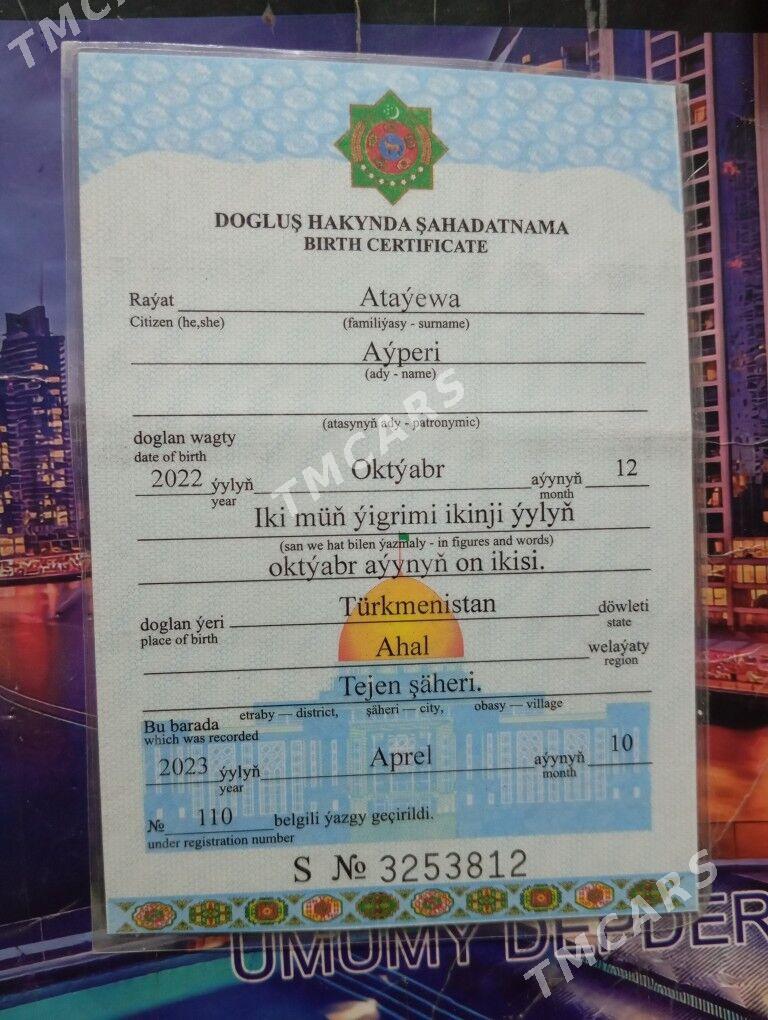 TMCARS
DOGLUŞ HAKYNDA ŞAHADATNAMA
BIRTH CERTIFICATE
Raýat Ataýewa
Citizen (he,she) (familiýasy - surname)
Aýperi
(ady - name)
(atasynyň ady - patronymic)
TMCARS
doglan wagty
date of birth
2022 ýylyň Oktýabr aýynyň 12
year month
Iki müň ýigrimi ikinji ýylyň
(san we hat bilen ýazmaly - in figures and words)
oktýabr aýynyň on ikisi.
doglan ýeri Türkmenistan döwleti
place of birth state
Ahal welaýaty
region
Tejen şäheri.
etraby — district, şäheri — city, obasy — village
Bu barada
which was recorded
2023 ýylyň Aprel aýynyň 10
year month
№ 110 belgili ýazgy geçirildi.
under registration number
S № 3253812
UMUMY DEPDER
TMCARS